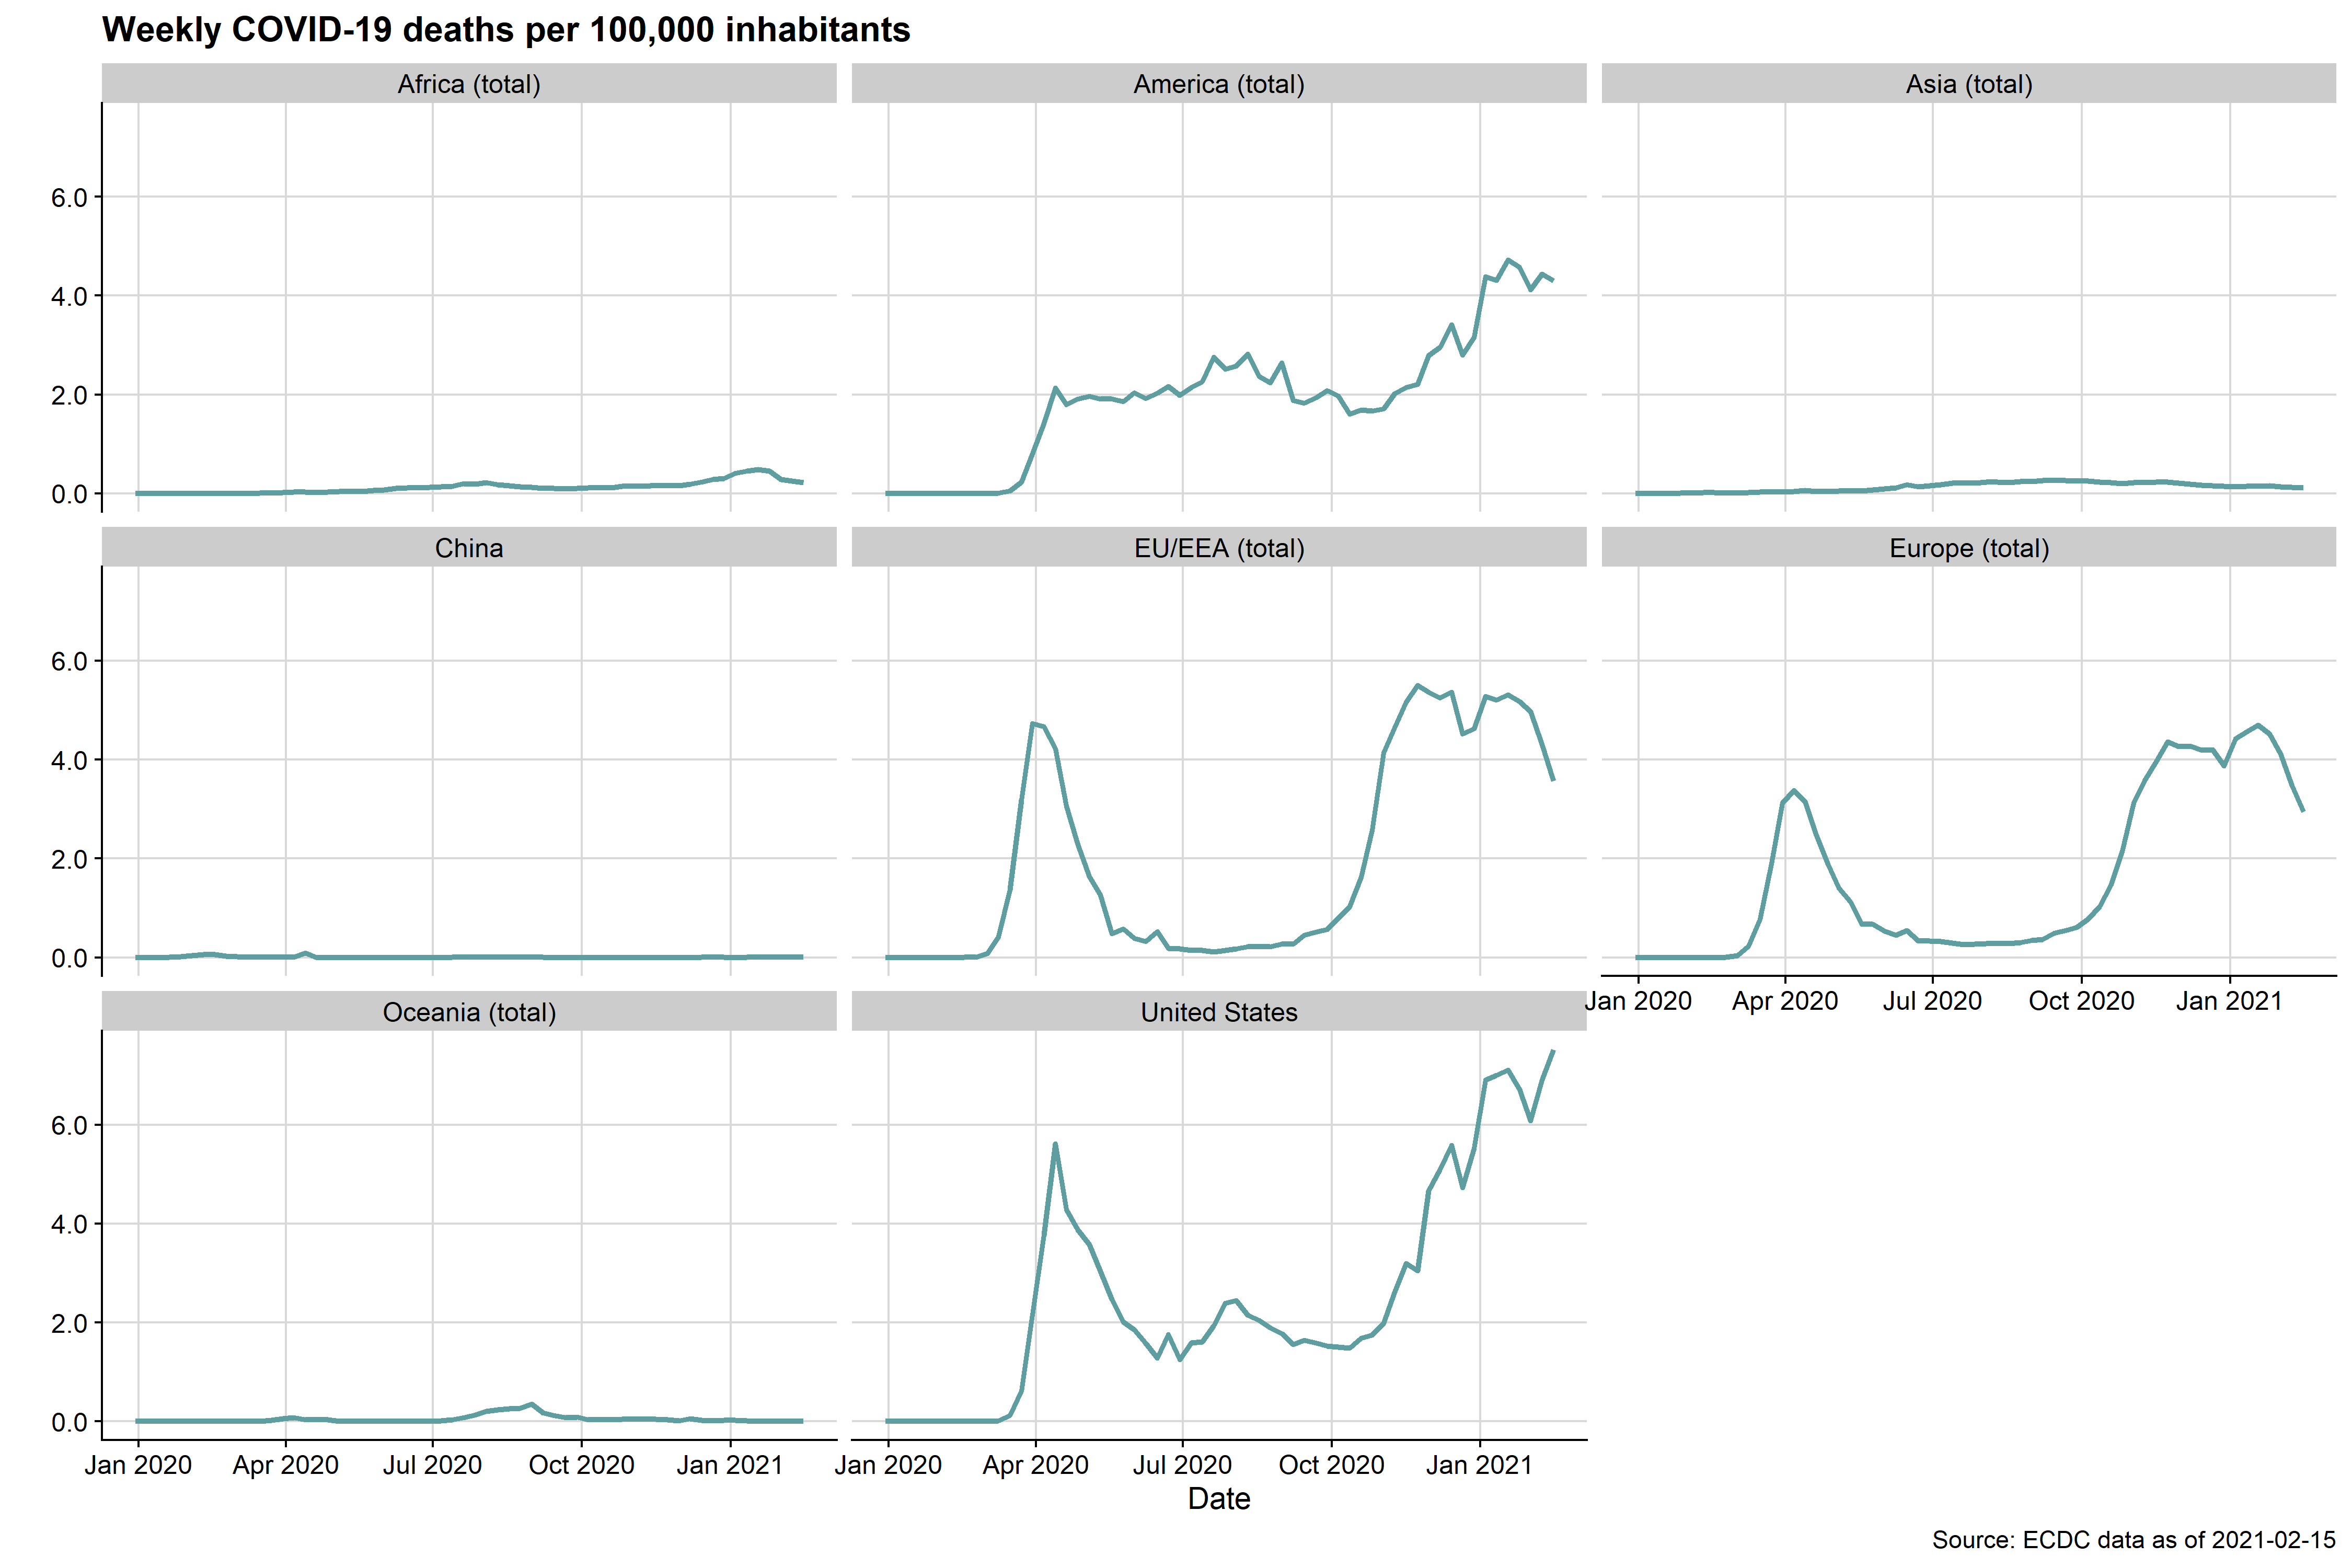 Weekly COVID-19 deaths per 100,000 inhabitants
Africa (total)
America (total)
Asia (total)
6.0
4.0
2.0
0.0
China
EU/EEA (total)
Europe (total)
6.0
4.0
2.0
0.0
Jan 2020 Apr 2020 Jul 2020 Oct 2020 Jan 2021
Oceania (total)
United States
6.0
4.0
2.0
0.0
Jan 2020 Apr 2020 Jul 2020 Oct 2020 Jan 2021
Jan 2020 Apr 2020 Jul 2020 Oct 2020 Jan 2021
Date
Source: ECDC data as of 2021-02-15